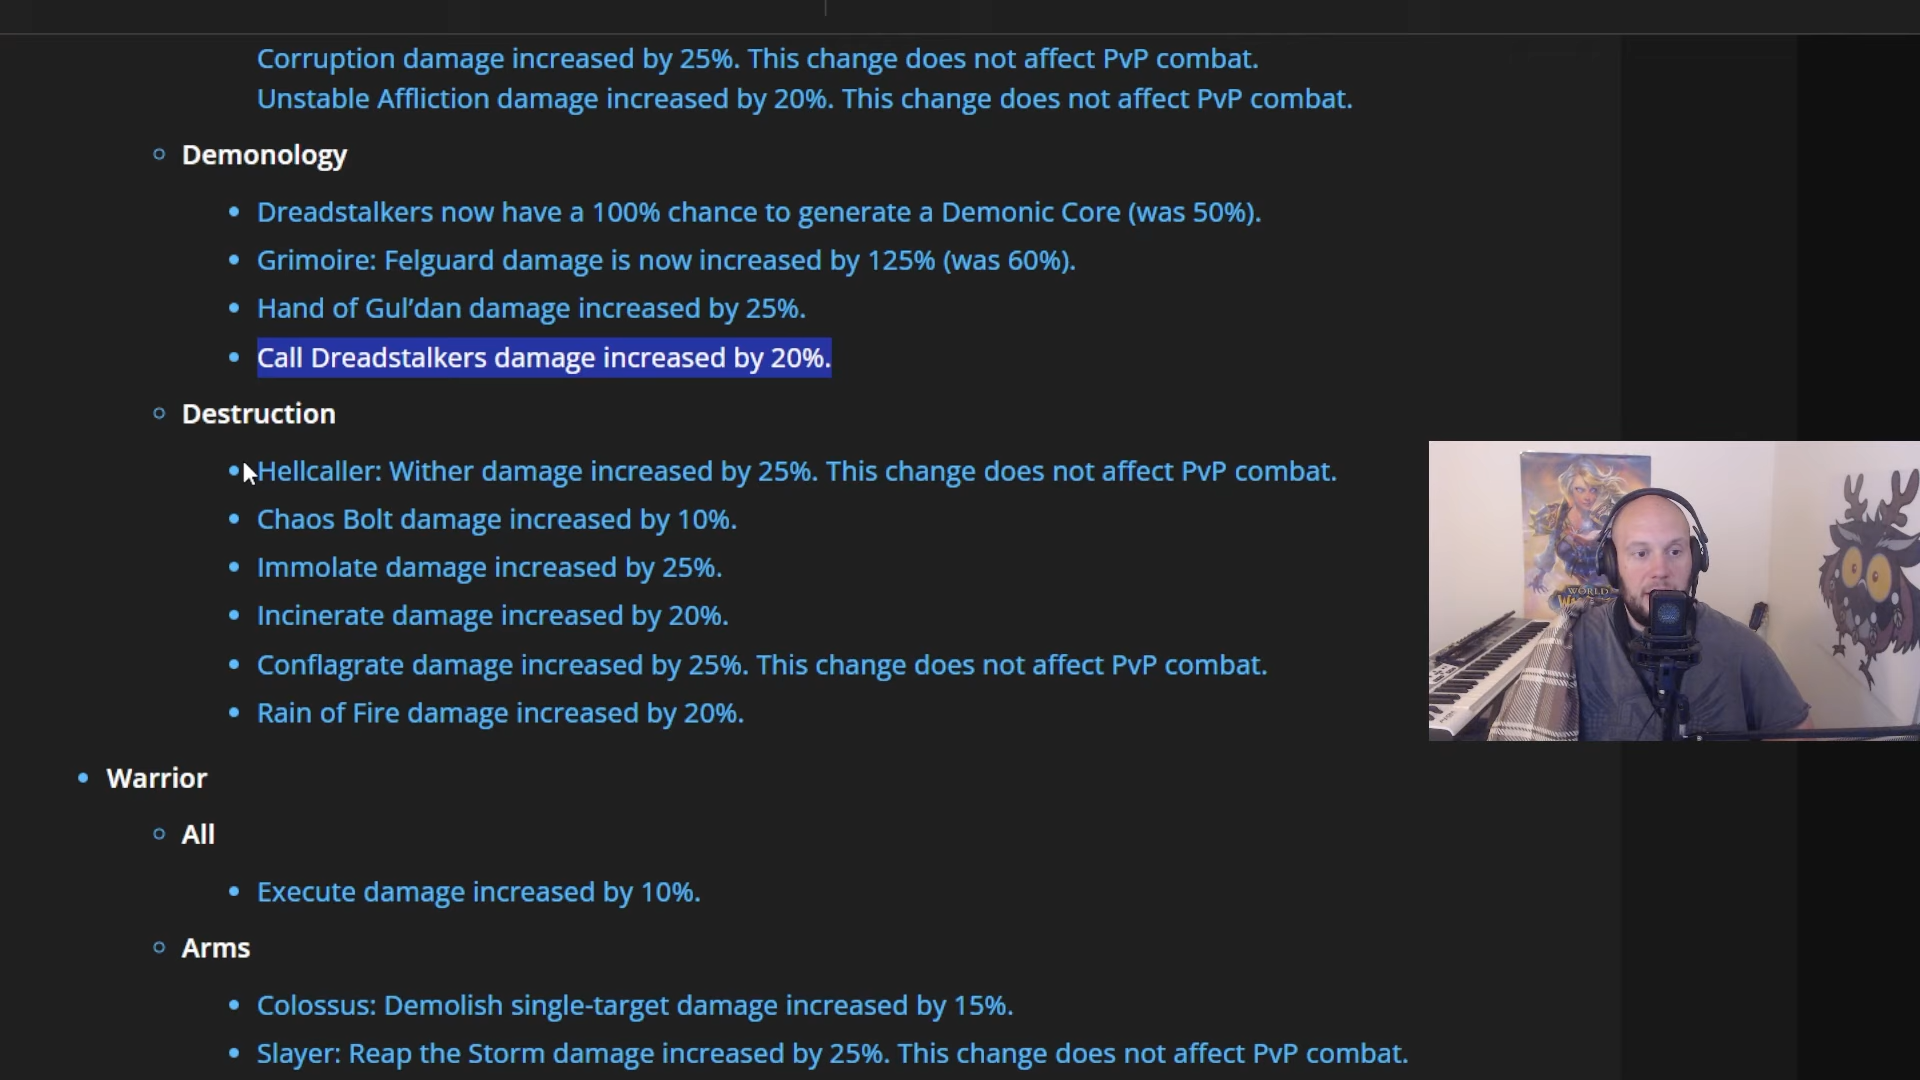 Corruption damage increased by 25%. This change does not affect PvP combat.
Unstable Affliction damage increased by 20%. This change does not affect PvP combat.
Demonology
Dreadstalkers now have a 100% chance to generate a Demonic Core (was 50%).
Grimoire: Felguard damage is now increased by 125% (was 60%).
Hand of Gul’dan damage increased by 25%.
Call Dreadstalkers damage increased by 20%.
Destruction
Hellcaller: Wither damage increased by 25%. This change does not affect PvP combat.
Chaos Bolt damage increased by 10%.
Immolate damage increased by 25%.
Incinerate damage increased by 20%.
Conflagrate damage increased by 25%. This change does not affect PvP combat.
Rain of Fire damage increased by 20%.
WORLD
Warrior
All
Execute damage increased by 10%.
Arms
Colossus: Demolish single-target damage increased by 15%.
Slayer: Reap the Storm damage increased by 25%. This change does not affect PvP combat.